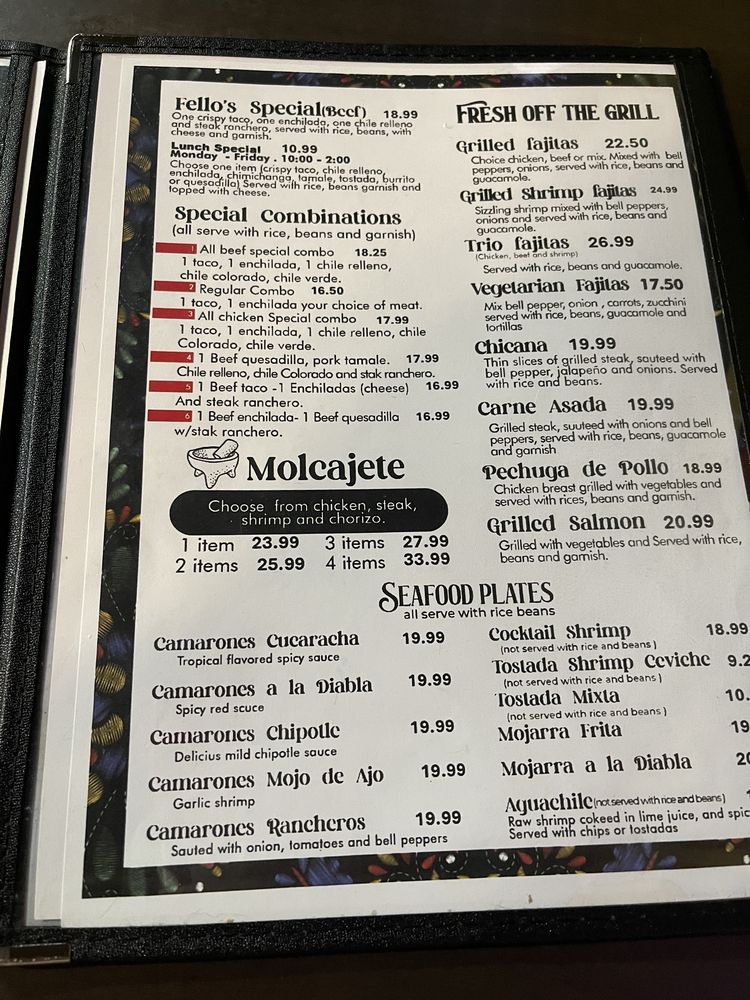 Fello's Special(Beef) 18.99
One crispy taco, one enchilada, one chile relleno
and steak ranchero, served with rice, beans, with
cheese and garnish.
Lunch Special 10.99
Monday - Friday . 10:00 - 2:00
Choose one item (crispy taco, chile relleno,
enchilada, chimichanga, tamale, tostada, burrito
or quesadilla) Served with rice, beans garnish and
topped with cheese.
Special Combinations
(all serve with rice, beans and garnish)
1 All beef special combo 18.25
1 taco, 1 enchilada, 1 chile relleno,
chile colorado, chile verde.
2 Regular Combo 16.50
1 taco, 1 enchilada your choice of meat.
3 All chicken Special combo 17.99
1 taco, 1 enchilada, 1 chile relleno, chile
Colorado, chile verde.
4 1 Beef quesadilla, pork tamale. 17.99
Chile relleno, chile Colorado and stak ranchero.
5 1 Beef taco -1 Enchiladas (cheese) 16.99
And steak ranchero.
6 1 Beef enchilada- 1 Beef quesadilla 16.99
w/stak ranchero.
Molcajete
Choose from chicken, steak,
shrimp and chorizo.
1 item 23.99 3 items 27.99
2 items 25.99 4 items 33.99
FRESH OFF THE GRILL
Grilled fajitas 22.50
Choice chicken, beef or mix. Mixed with bell
peppers, onions, served with rice, beans and
guacamole.
Grilled Shrimp fajitas 24.99
Sizzling shrimp mixed with bell peppers,
onions and served with rice, beans and
guacamole.
Trio fajitas 26.99
(Chicken, beef and shrimp)
Served with rice, beans and guacamole.
Vegetarian Fajitas 17.50
Mix bell pepper, onion , carrots, zucchini
served with rice, beans, guacamole and
tortillas
Chicana 19.99
Thin slices of grilled steak, sauteed with
bell pepper, jalapeño and onions. Served
with rice and beans.
Carne Asada 19.99
Grilled steak, suuteed with onions and bell
peppers, served with rice, beans, guacamole
and garnish
Pechuga de Pollo 18.99
Chicken breast grilled with vegetables and
served with rices, beans and garnish.
Grilled Salmon 20.99
Grilled with vegetables and Served with rice,
beans and garnish.
SEAFOOD PLATES
all serve with rice beans
Camarones Cucaracha 19.99
Tropical flavored spicy sauce
Camarones a la Diabla 19.99
Spicy red scuce
Camarones Chipotle 19.99
Delicius mild chipotle sauce
Camarones Mojo de Ajo 19.99
Garlic shrimp
Camarones Rancheros 19.99
Sauted with onion, tomatoes and bell peppers
Cocktail Shrimp 18.99
(not served with rice and beans)
Tostada Shrimp Ceviche 9.2
(not served with rice and beans)
Tostada Mixta 10.
(not served with rice and beans)
Mojarra Frita 19
Mojarra a la Diabla 20
Aguachile (not served with rice and beans)
Raw shrimp cokeed in lime juice, and spic
Served with chips or tostadas